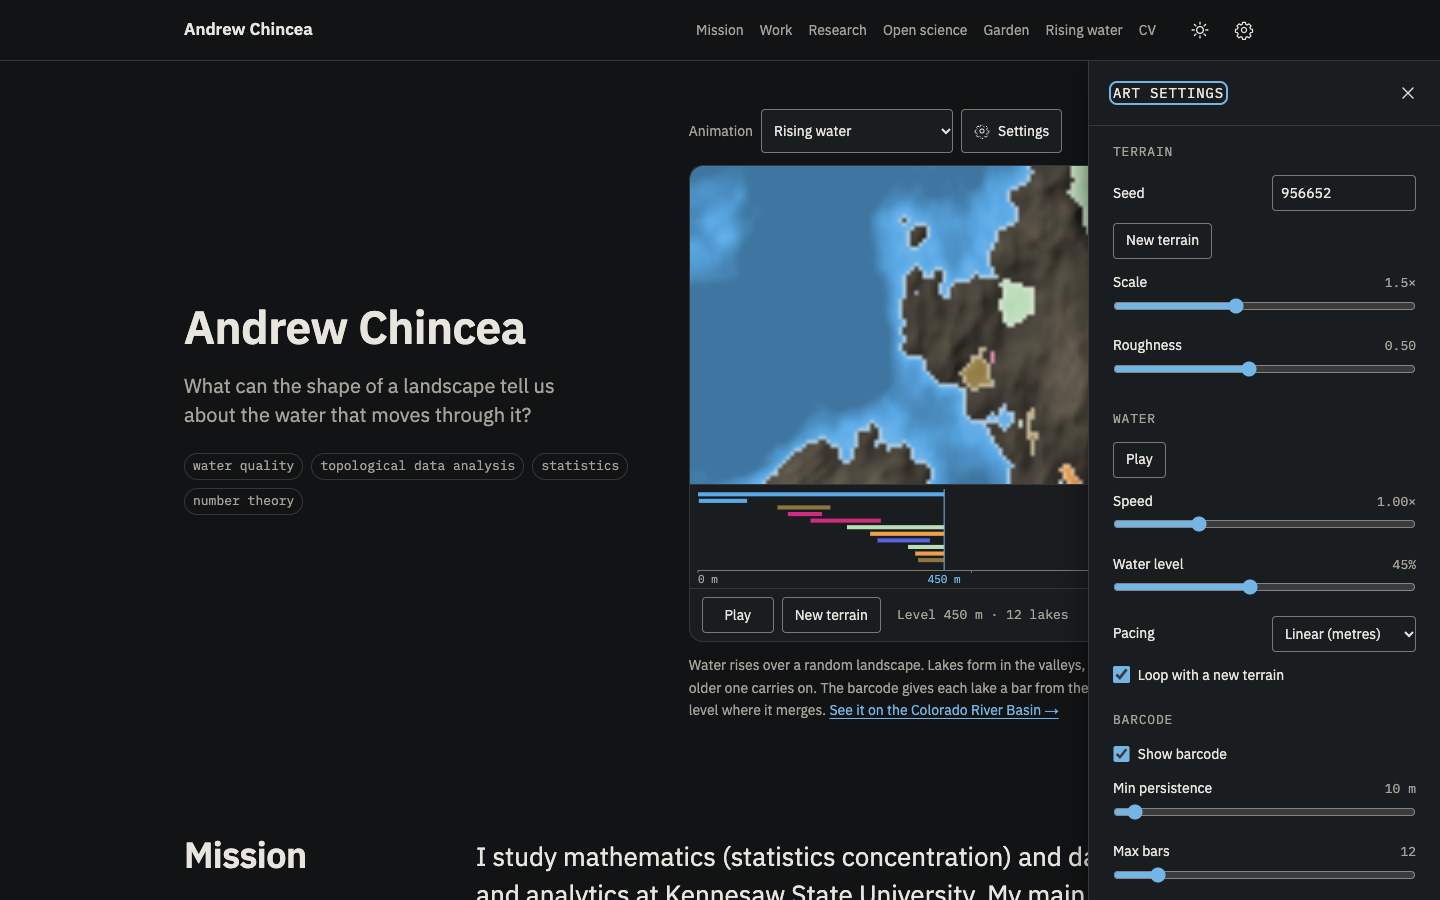 Andrew Chincea
Mission Work Research Open science Garden Rising water CV
Animation Rising water Settings
Andrew Chincea
What can the shape of a landscape tell us
about the water that moves through it?
water quality topological data analysis statistics
number theory
0 m 450 m
Play New terrain Level 450 m · 12 lakes
Water rises over a random landscape. Lakes form in the valleys,
older one carries on. The barcode gives each lake a bar from the
level where it merges. See it on the Colorado River Basin →
Mission
I study mathematics (statistics concentration) and da
and analytics at Kennesaw State University. My main
ART SETTINGS
TERRAIN
Seed 956652
New terrain
Scale 1.5×
Roughness 0.50
WATER
Play
Speed 1.00×
Water level 45%
Pacing Linear (metres)
Loop with a new terrain
BARCODE
Show barcode
Min persistence 10 m
Max bars 12